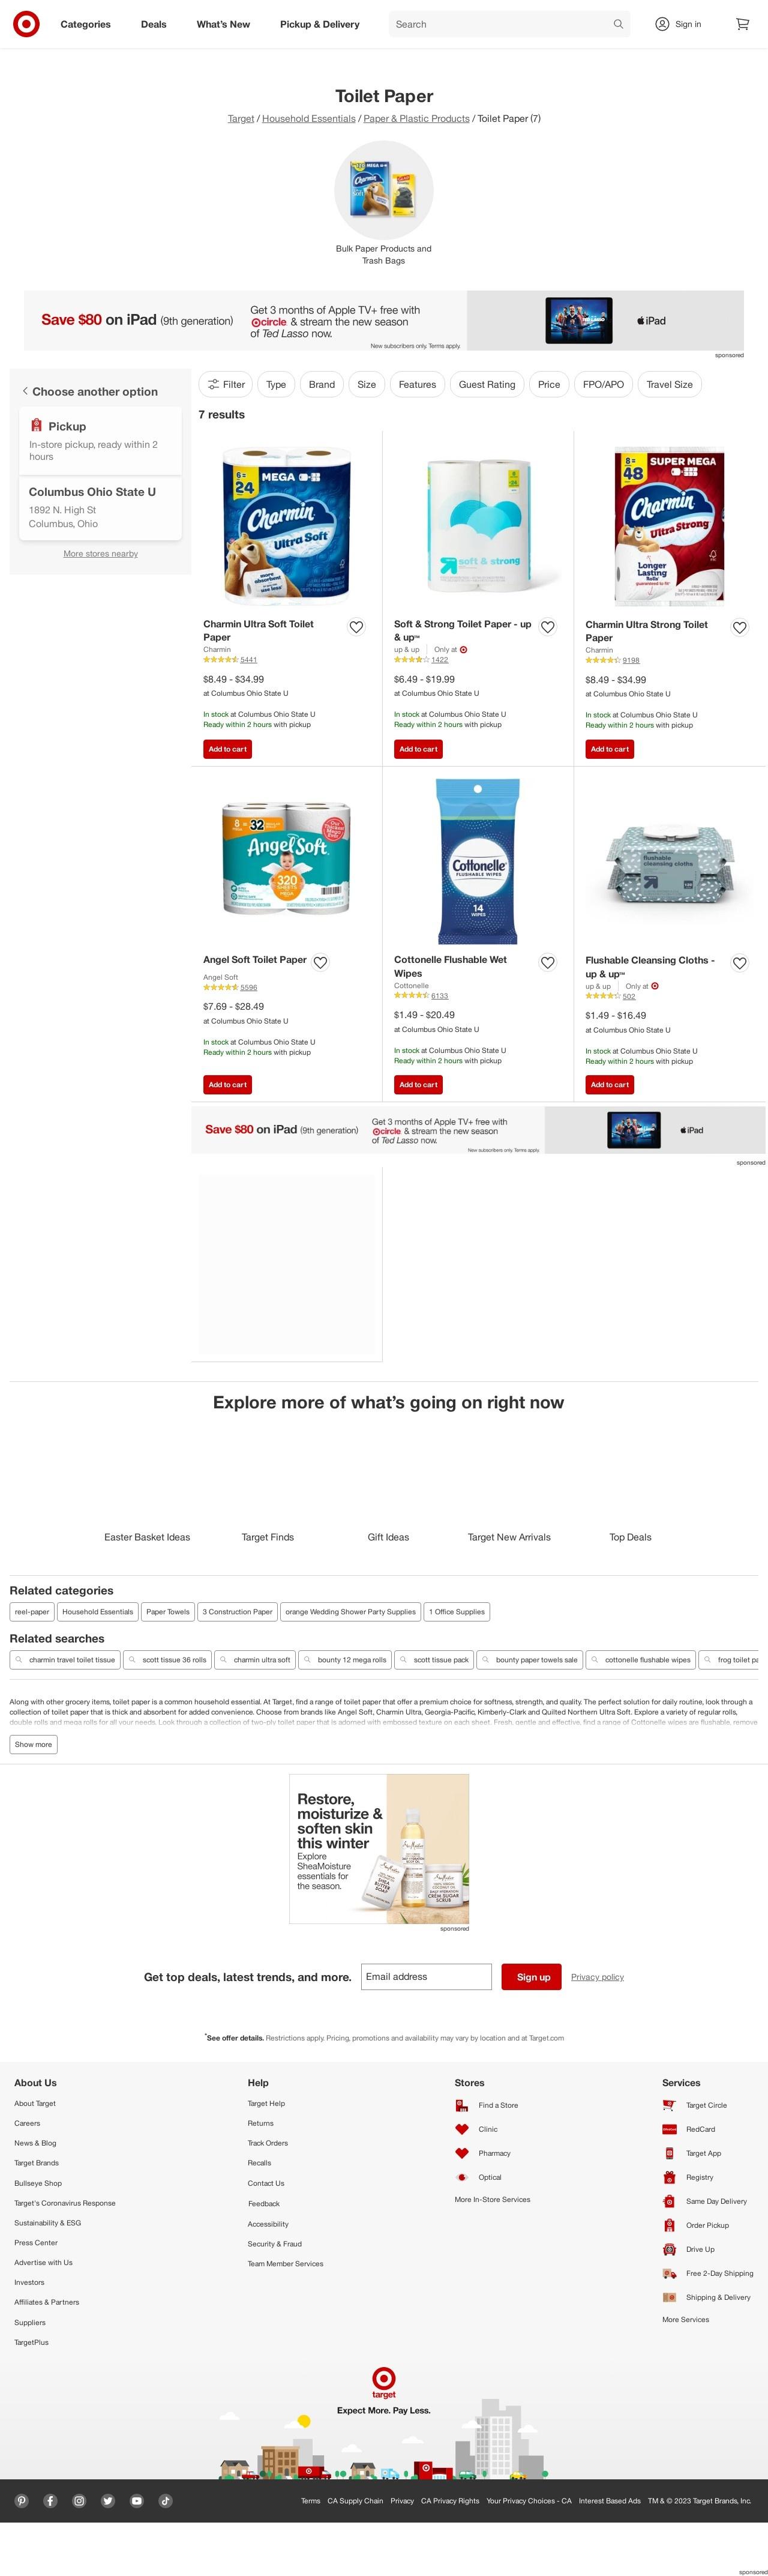 Categories
Deals
What's New
Pickup & Delivery
Search
Sign in
Toilet Paper
Target / Household Essentials / Paper & Plastic Products / Toilet Paper (7)
Bulk Paper Products and
Trash Bags
Save $80 on iPad (9th generation)
Get 3 months of Apple TV+ free with
circle & stream the new season
of Ted Lasso now.
New subscribers only. Terms apply.
iPad
sponsored
Choose another option
Pickup
In-store pickup, ready within 2
hours
Columbus Ohio State U
1892 N. High St
Columbus, Ohio
More stores nearby
Filter
Type
Brand
Size
Features
Guest Rating
Price
FPO/APO
Travel Size
7 results
6=
24
MEGA
Charmin
Ultra Soft
more
absorbent
soft & strong
8=
48
SUPER MEGA
Charmin
Ultra Strong
Longer
Lasting
Rolls
Charmin Ultra Soft Toilet
Paper
Charmin
5441
$8.49 - $34.99
at Columbus Ohio State U
In stock at Columbus Ohio State U
Ready within 2 hours with pickup
Add to cart
Soft & Strong Toilet Paper - up
& up™
up & up
Only at
1422
$6.49 - $19.99
at Columbus Ohio State U
In stock at Columbus Ohio State U
Ready within 2 hours with pickup
Add to cart
Charmin Ultra Strong Toilet
Paper
Charmin
9198
$8.49 - $34.99
at Columbus Ohio State U
In stock at Columbus Ohio State U
Ready within 2 hours with pickup
Add to cart
8 = 32
Angel Soft
320
Cottonelle
FLUSHABLE WIPES
14
WIPES
flushable
cleansing cloths
Angel Soft Toilet Paper
Angel Soft
5596
$7.69 - $28.49
at Columbus Ohio State U
In stock at Columbus Ohio State U
Ready within 2 hours with pickup
Add to cart
Cottonelle Flushable Wet
Wipes
Cottonelle
6133
$1.49 - $20.49
at Columbus Ohio State U
In stock at Columbus Ohio State U
Ready within 2 hours with pickup
Add to cart
Flushable Cleansing Cloths -
up & up™
up & up
Only at
502
$1.49 - $16.49
at Columbus Ohio State U
In stock at Columbus Ohio State U
Ready within 2 hours with pickup
Add to cart
Save $80 on iPad (9th generation)
Get 3 months of Apple TV+ free with
circle & stream the new season
of Ted Lasso now.
New subscribers only. Terms apply.
iPad
sponsored
Explore more of what's going on right now
Easter Basket Ideas
Target Finds
Gift Ideas
Target New Arrivals
Top Deals
Related categories
reel-paper
Household Essentials
Paper Towels
3 Construction Paper
orange Wedding Shower Party Supplies
1 Office Supplies
Related searches
charmin travel toilet tissue
scott tissue 36 rolls
charmin ultra soft
bounty 12 mega rolls
scott tissue pack
bounty paper towels sale
cottonelle flushable wipes
frog toilet pa
Along with other grocery items, toilet paper is a common household essential. At Target, find a range of toilet paper that offer a premium choice for softness, strength, and quality. The perfect solution for daily routine, look through a
collection of toilet paper that is thick and absorbent for added convenience. Choose from brands like Angel Soft, Charmin Ultra, Georgia-Pacific, Kimberly-Clark and Quilted Northern Ultra Soft. Explore a variety of regular rolls,
double rolls and mega rolls for all your needs. Look through a collection of two-ply toilet paper that is adorned with embossed texture on each sheet. Fresh, gentle and effective, find a range of Cottonelle wipes are flushable, remove
Show more
Restore,
moisturize &
soften skin
this winter
Explore
SheaMoisture
essentials for
the season.
sponsored
Get top deals, latest trends, and more.
Email address
Sign up
Privacy policy
*See offer details. Restrictions apply. Pricing, promotions and availability may vary by location and at Target.com
About Us
About Target
Careers
News & Blog
Target Brands
Bullseye Shop
Target's Coronavirus Response
Sustainability & ESG
Press Center
Advertise with Us
Investors
Affiliates & Partners
Suppliers
TargetPlus
Help
Target Help
Returns
Track Orders
Recalls
Contact Us
Feedback
Accessibility
Security & Fraud
Team Member Services
Stores
Find a Store
Clinic
Pharmacy
Optical
More In-Store Services
Services
Target Circle
RedCard
Target App
Registry
Same Day Delivery
Order Pickup
Drive Up
Free 2-Day Shipping
Shipping & Delivery
More Services
target
Expect More. Pay Less.
Terms
CA Supply Chain
Privacy
CA Privacy Rights
Your Privacy Choices - CA
Interest Based Ads
TM & © 2023 Target Brands, Inc.
sponsored